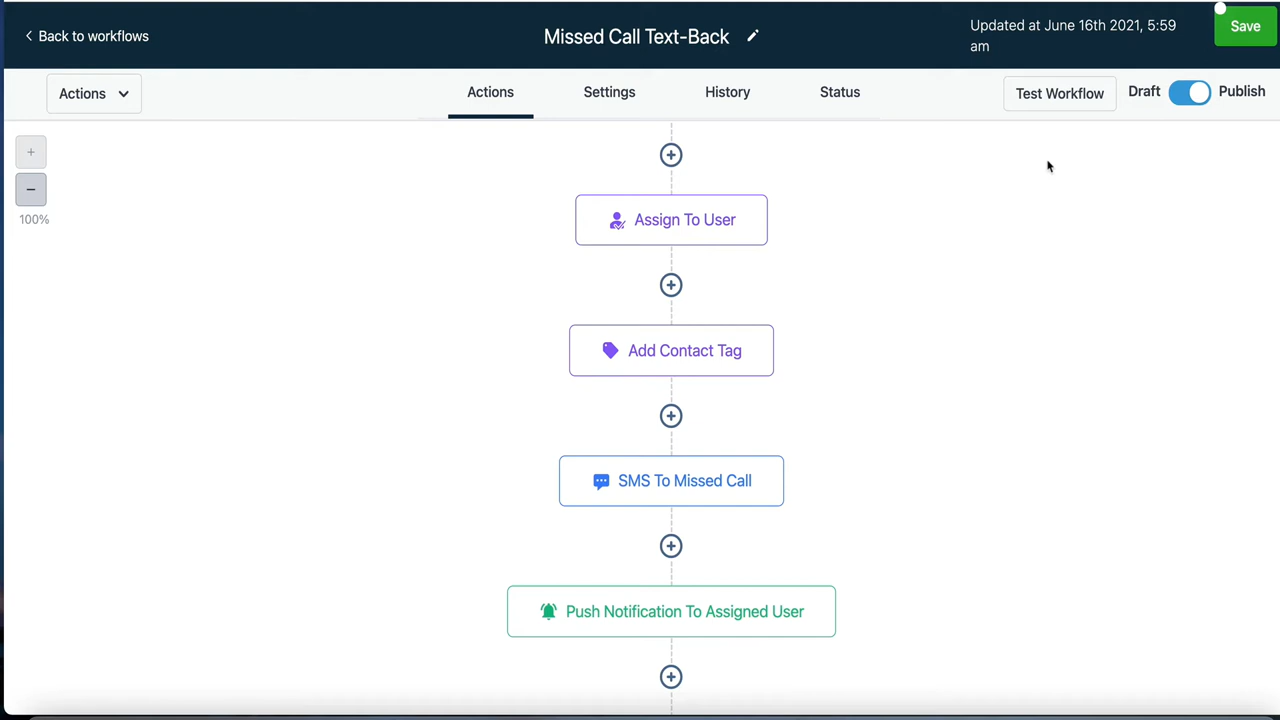 Back to workflows
Missed Call Text-Back
Updated at June 16th 2021, 5:59
am
Save
Actions
Actions
Settings
History
Status
Test Workflow
Draft
Publish
+
−
100%
Assign To User
Add Contact Tag
SMS To Missed Call
Push Notification To Assigned User